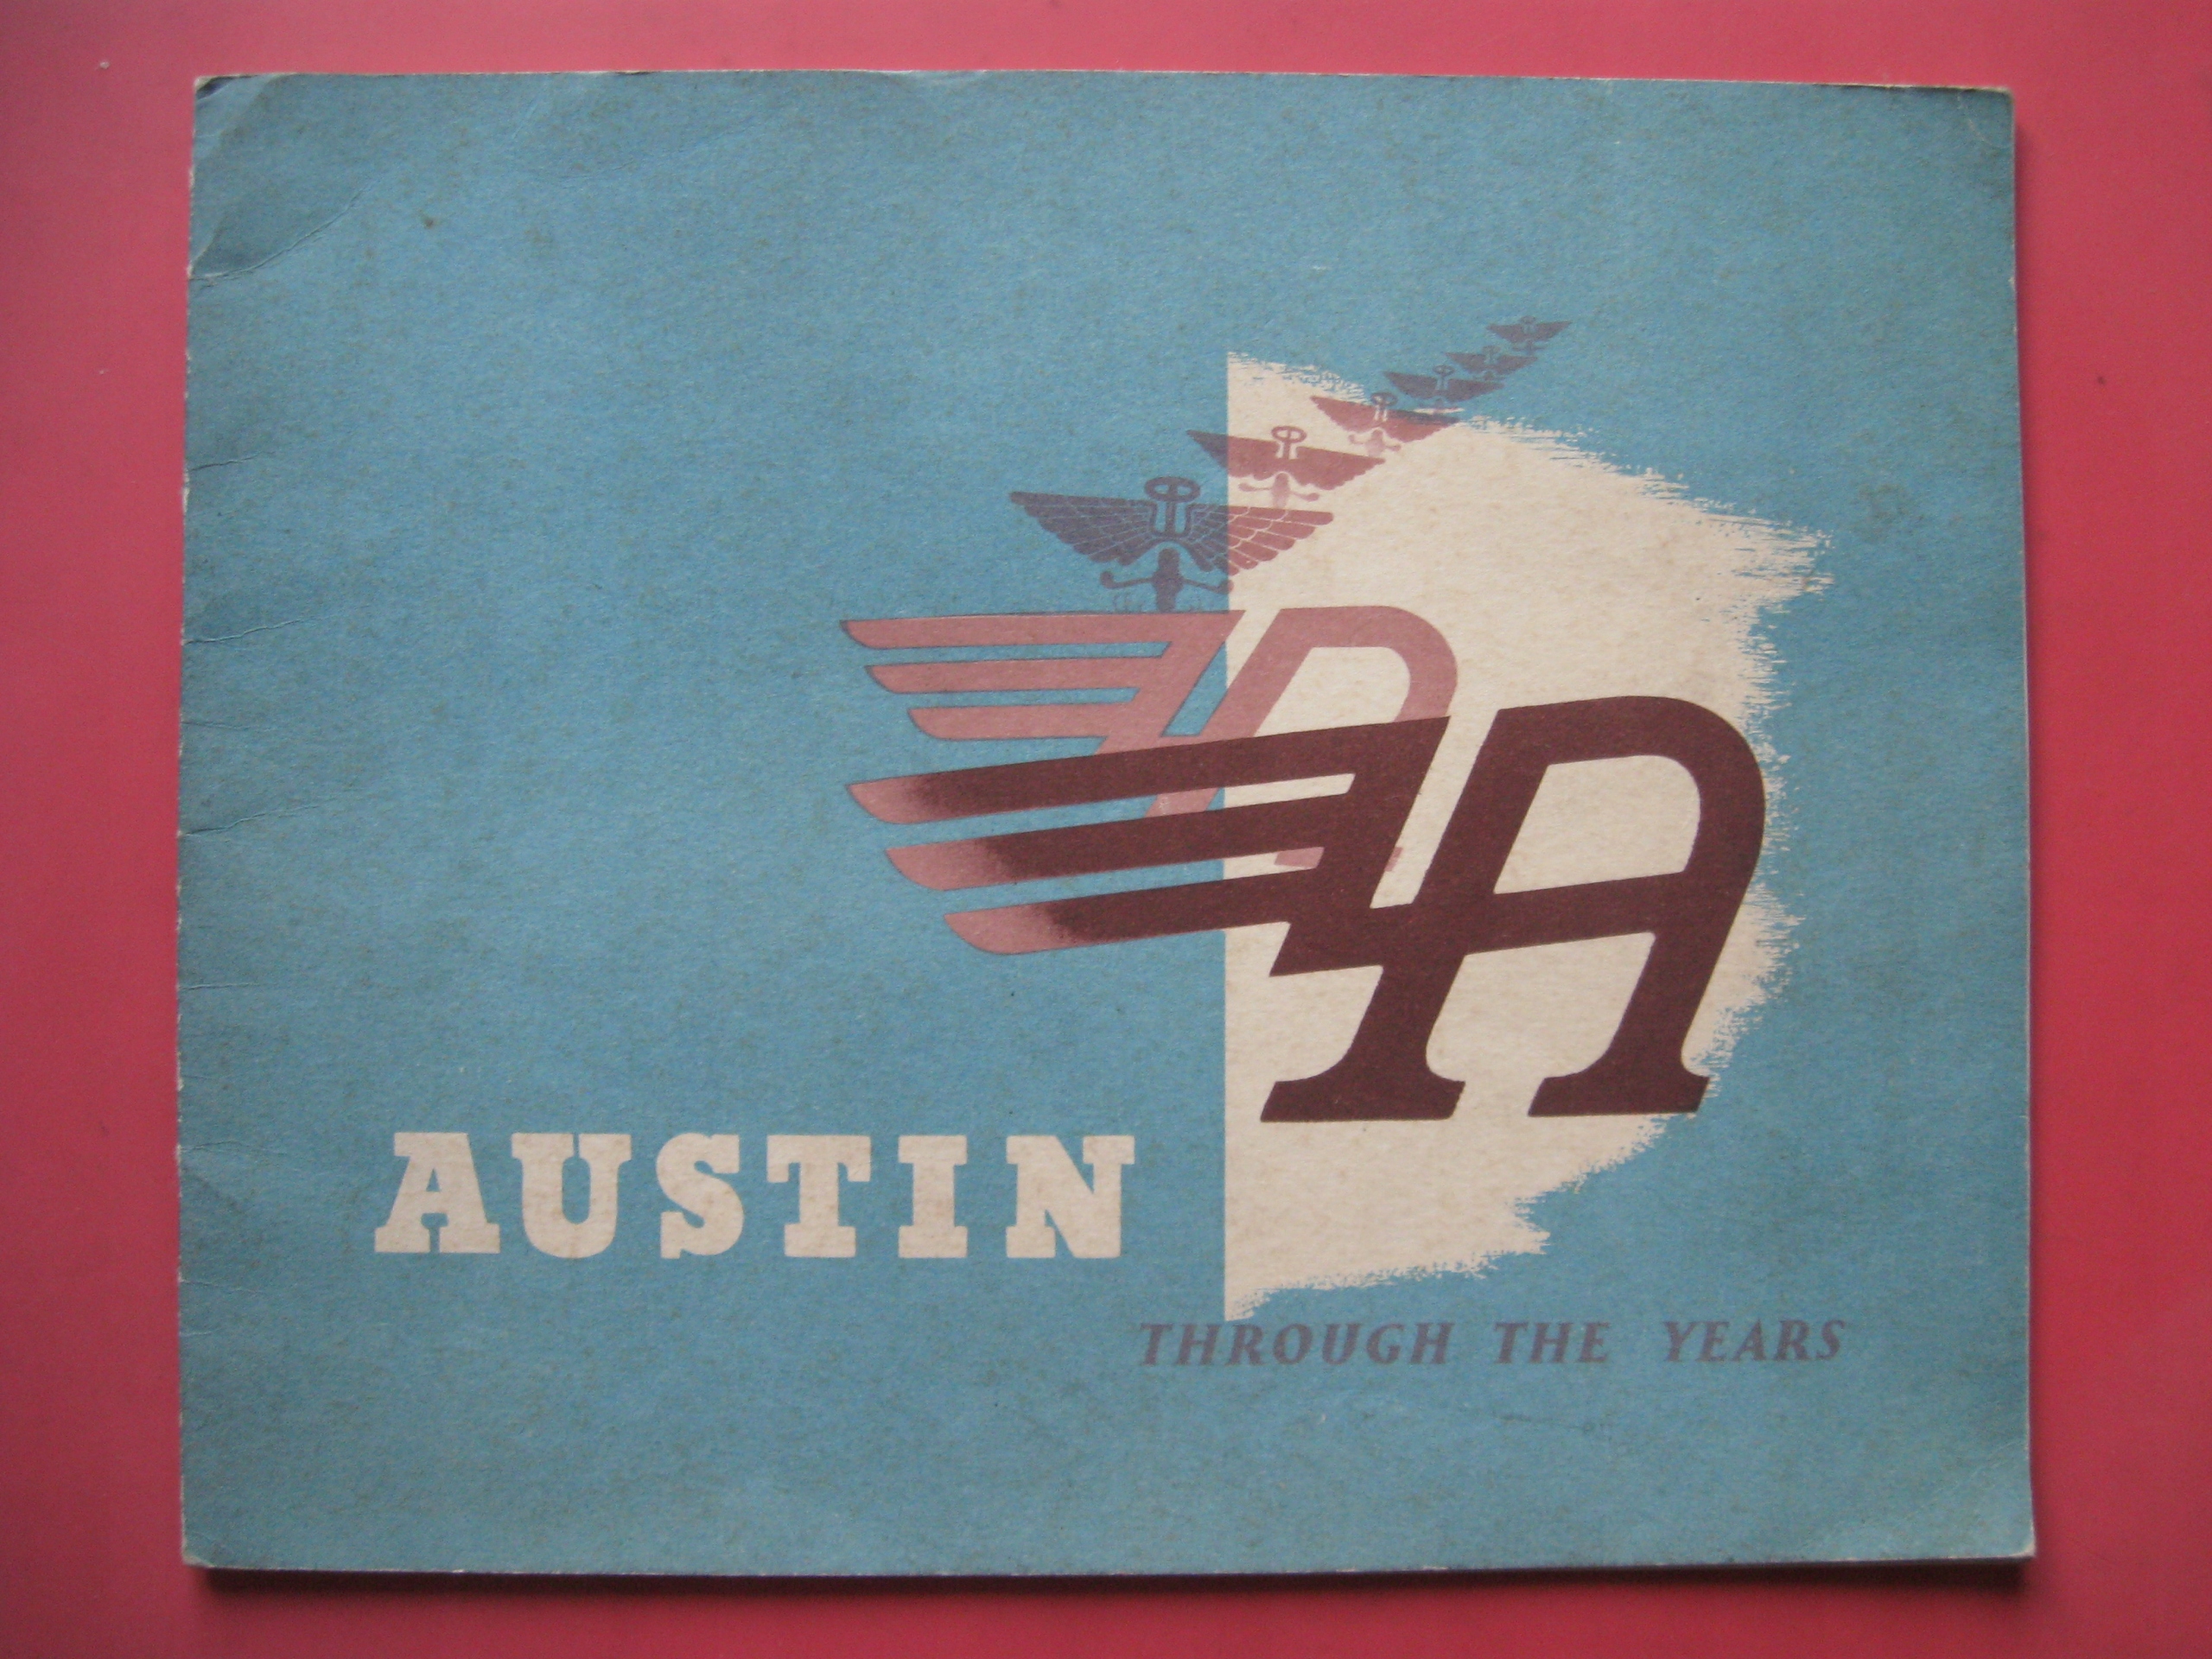 A
A
AUSTIN
THROUGH THE YEARS